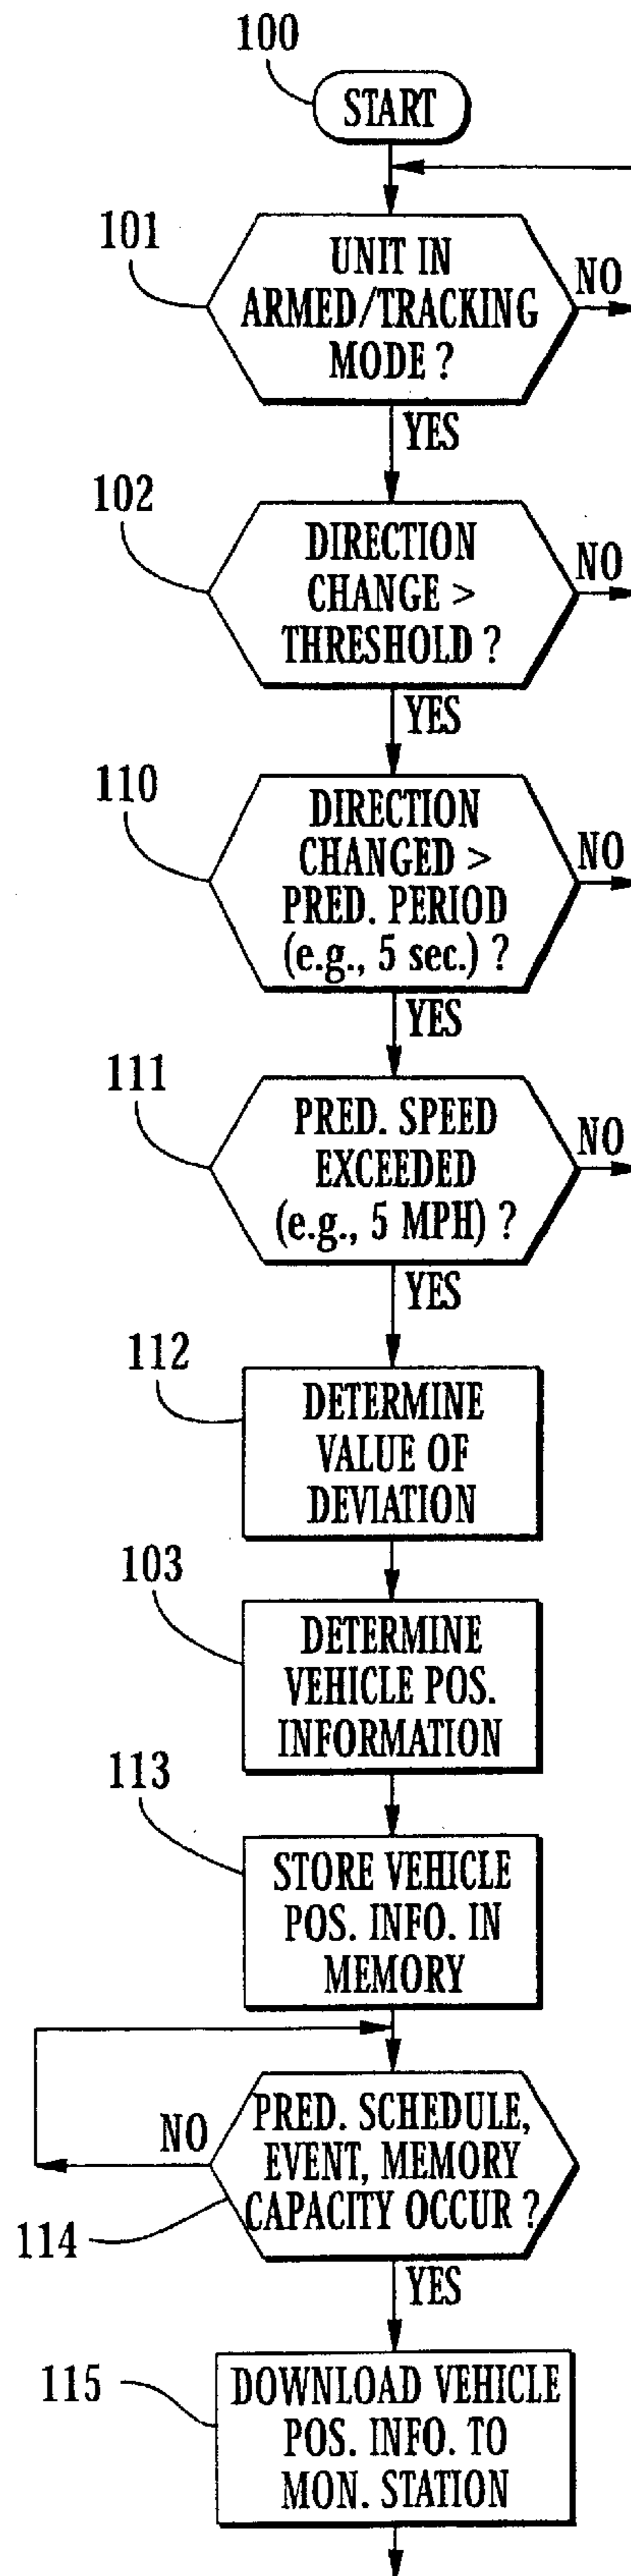 100
START
101
UNIT IN
ARMED/TRACKING
MODE ?
NO
YES
102
DIRECTION
CHANGE >
THRESHOLD ?
NO
YES
110
DIRECTION
CHANGED >
PRED. PERIOD
(e.g., 5 sec.) ?
NO
YES
111
PRED. SPEED
EXCEEDED
(e.g., 5 MPH) ?
NO
YES
112
DETERMINE
VALUE OF
DEVIATION
103
DETERMINE
VEHICLE POS.
INFORMATION
113
STORE VEHICLE
POS. INFO. IN
MEMORY
NO
PRED. SCHEDULE,
EVENT, MEMORY
CAPACITY OCCUR ?
114
YES
115
DOWNLOAD VEHICLE
POS. INFO. TO
MON. STATION